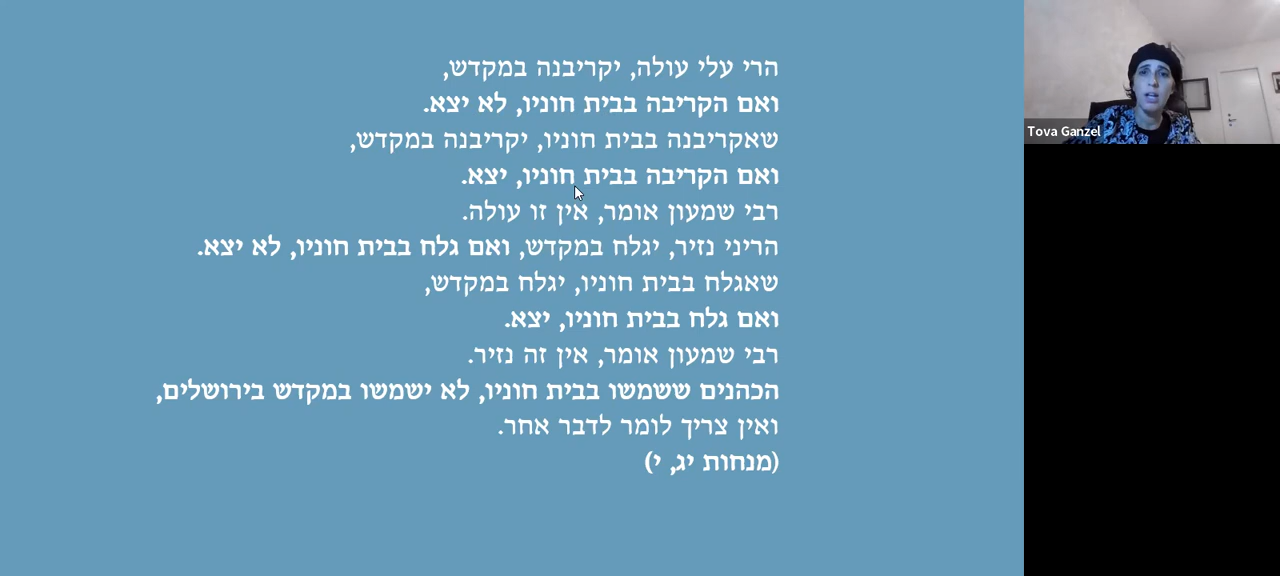 הרי עלי עולה, יקריבנה במקדש,
ואם הקריבה בבית חוניו, לא יצא.
שאקריבנה בבית חוניו, יקריבנה במקדש,
ואם הקריבה בבית חוניו, יצא.
רבי שמעון אומר, אין זו עולה.
הריני נזיר, יגלח במקדש, ואם גלח בבית חוניו, לא יצא.
שאגלח בבית חוניו, יגלח במקדש,
ואם גלח בבית חוניו, יצא.
רבי שמעון אומר, אין זה נזיר.
הכהנים ששמשו בבית חוניו, לא ישמשו במקדש בירושלים,
ואין צריך לומר לדבר אחר.
(מנחות יג, י)
Tova Ganzel